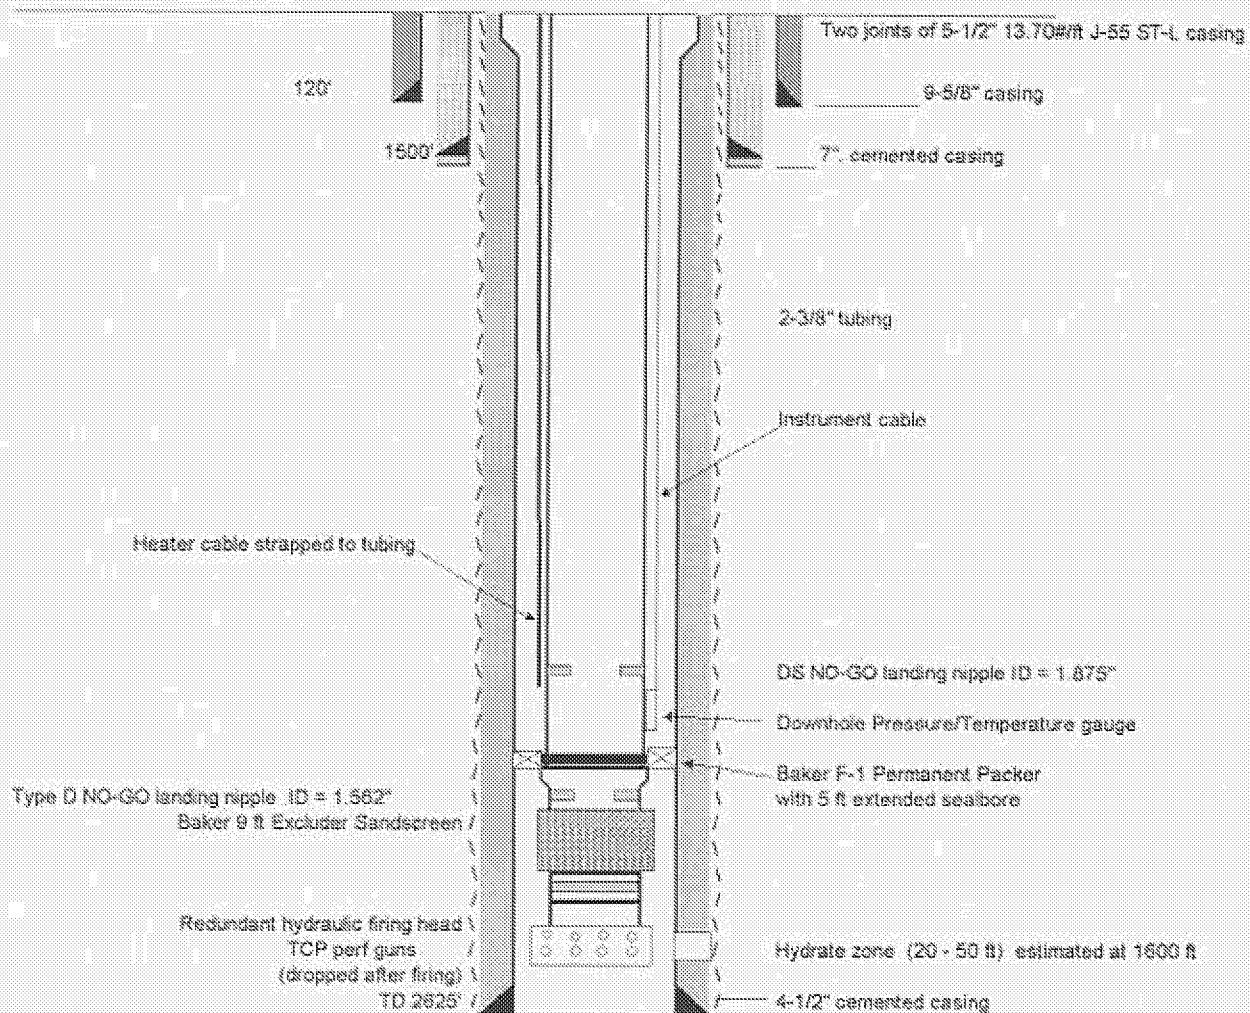 Two joints of 5-1/2" 13.70#/ft J-55 ST-L casing
120'
9-5/8" casing
1500'
7". cemented casing
2-3/8" tubing
Instrument cable
Heater cable strapped to tubing
DS NO-GO landing nipple ID = 1.875"
Downhole Pressure/Temperature gauge
Baker F-1 Permanent Packer
with 5 ft extended sealbore
Type D NO-GO landing nipple ID = 1.562"
Baker 9 ft Excluder Sandscreen
Redundant hydraulic firing head
TCP perf guns
(dropped after firing)
Hydrate zone (20 - 50 ft) estimated at 1600 ft
TD 2625'
4-1/2" cemented casing